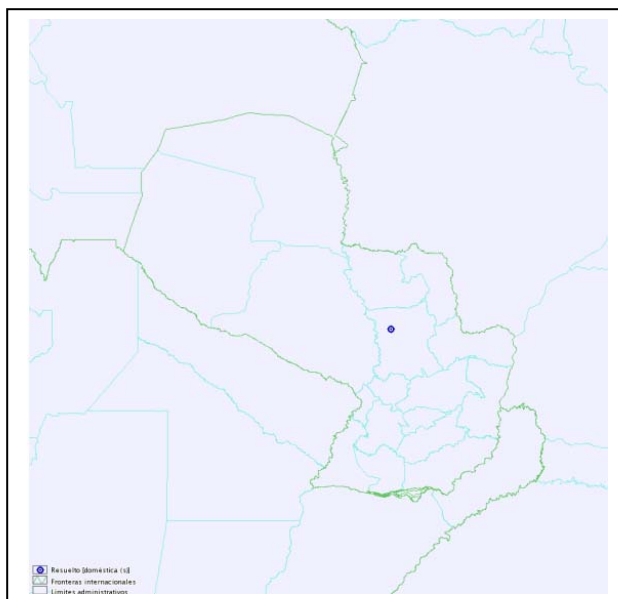 Resuelto [doméstica (s)]
Fronteras internacionales
Límites administrativos